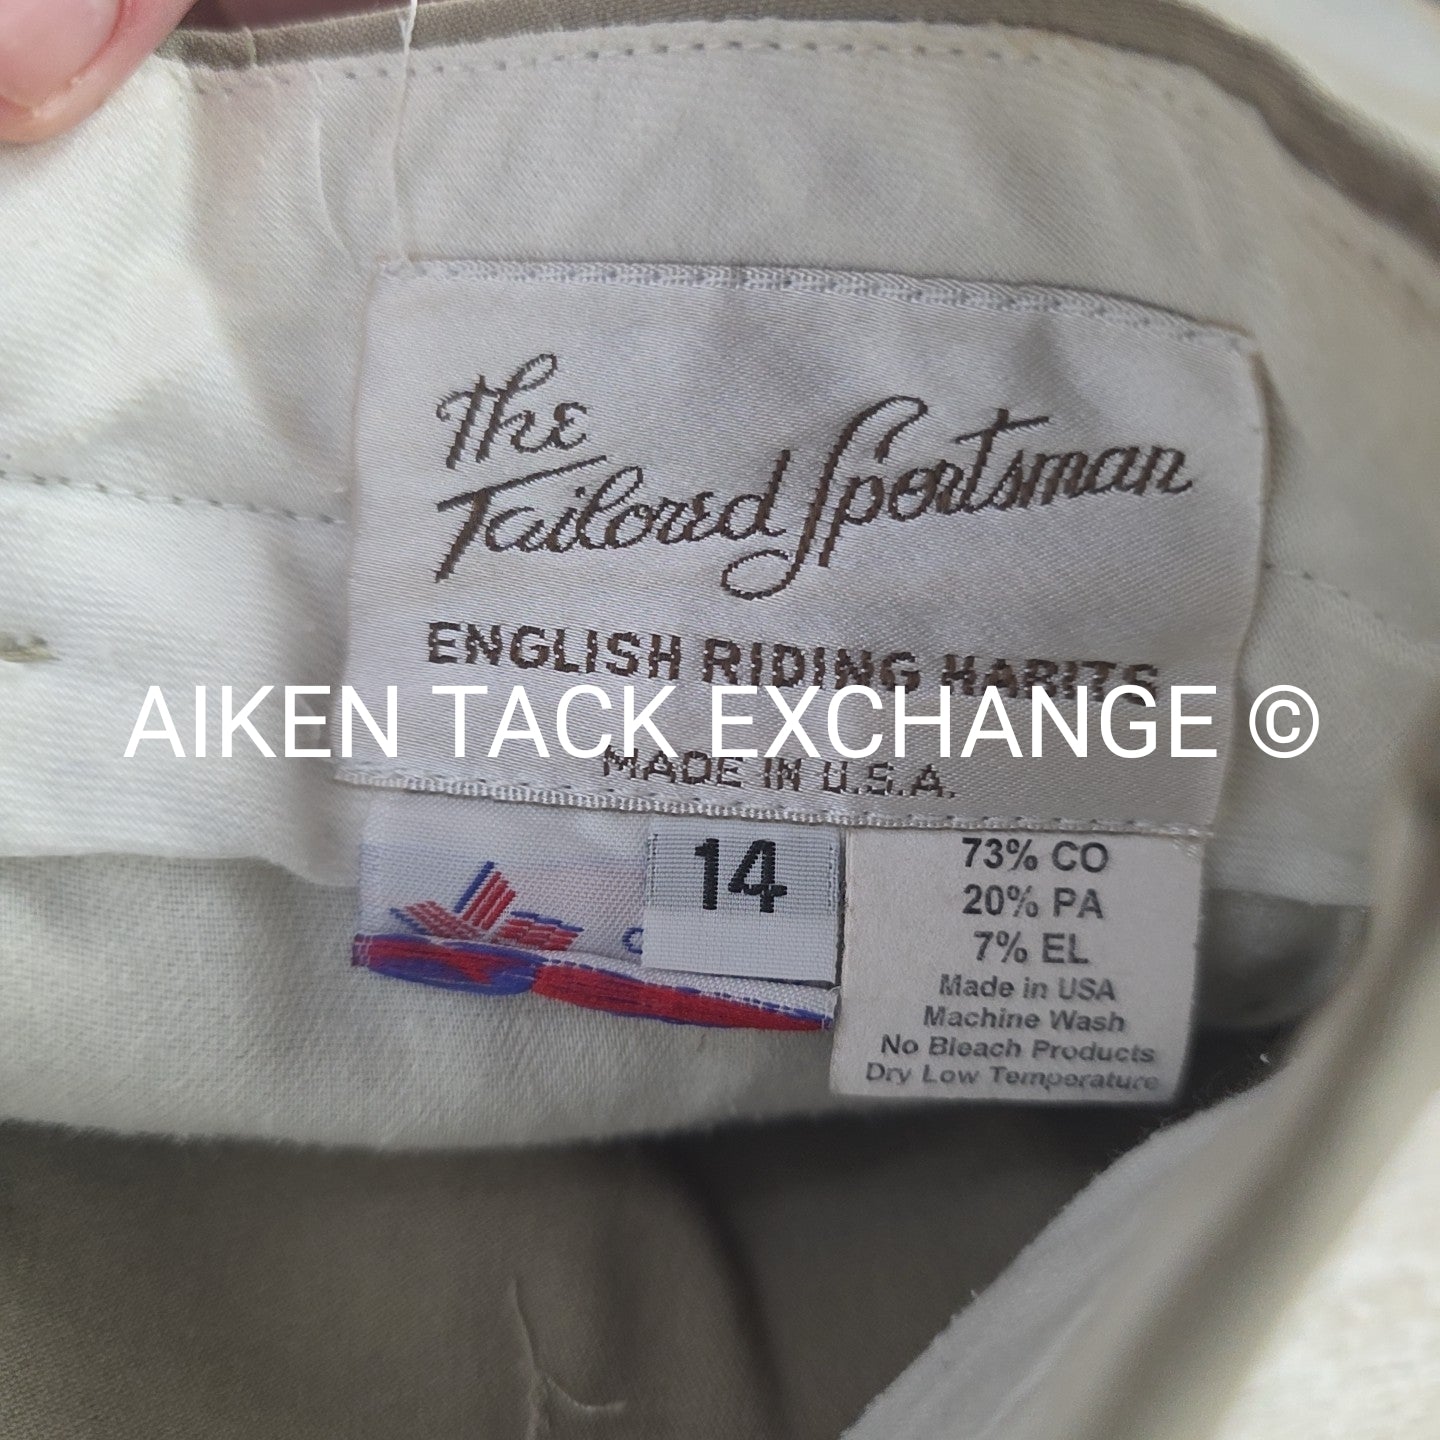 The
Tailored Sportsman
ENGLISH RIDING HABITS
AIKEN TACK EXCHANGE ©
MADE IN U.S.A.
14
73% CO
20% PA
7% EL
Made in USA
Machine Wash
No Bleach Products
Dry Low Temperature